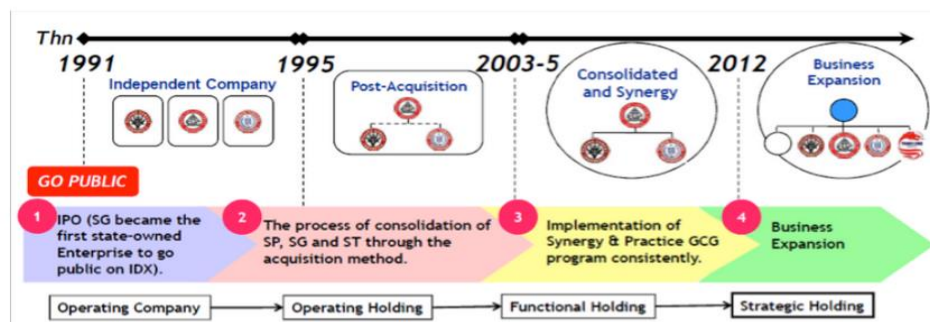 Thn
1991
1995
2003-5
2012
Independent Company
Post-Acquisition
Consolidated
and Synergy
Business
Expansion
GO PUBLIC
1
IPO (SG became the
first state-owned
Enterprise to go
public on IDX).
2
The process of consolidation of
SP, SG and ST through the
acquisition method.
3
Implementation of
Synergy & Practice GCG
program consistently.
4
Business
Expansion
Operating Company
Operating Holding
Functional Holding
Strategic Holding